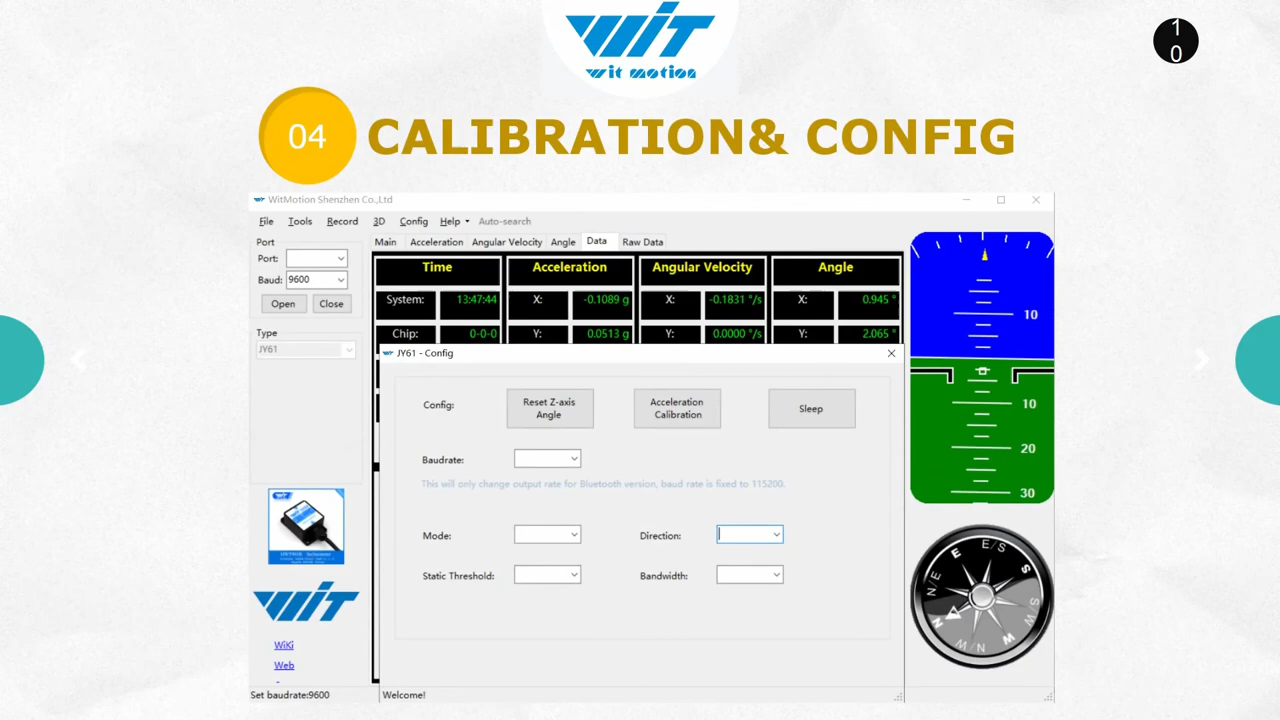 WiT
wit motion
1
0
04
CALIBRATION& CONFIG
WitMotion Shenzhen Co.,Ltd
File Tools Record 3D Config Help Auto-search
Port
Port:
Baud: 9600
Open Close
Type
JY61
Main Acceleration Angular Velocity Angle Data Raw Data
Time Acceleration Angular Velocity Angle
System: 13:47:44 X: -0.1089 g X: -0.1831 °/s X: 0.945 °
Chip: 0-0-0 Y: 0.0513 g Y: 0.0000 °/s Y: 2.065 °
JY61 - Config
Config:
Reset Z-axis
Angle
Acceleration
Calibration
Sleep
Baudrate:
This will only change output rate for Bluetooth version, baud rate is fixed to 115200.
Mode: Direction:
Static Threshold: Bandwidth:
10
10
20
30
WiT
WiT
WiKi
Web
N/E E E/S S S/W W W/N N
Set baudrate:9600 Welcome!